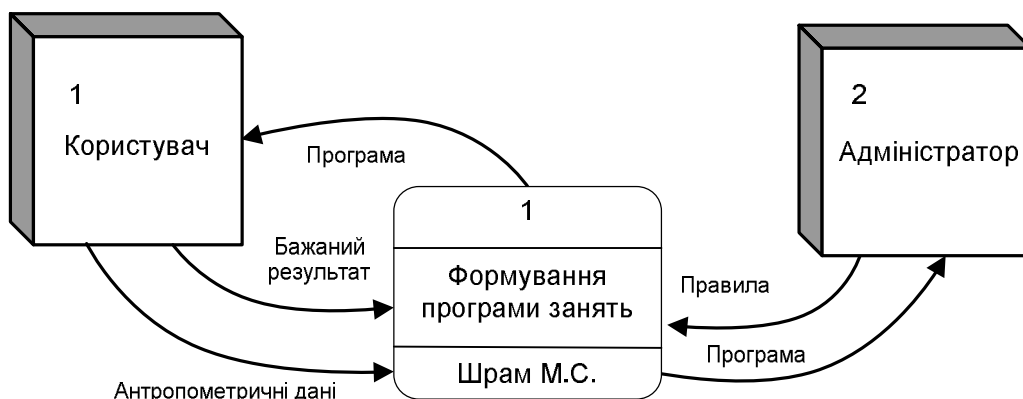 1
Користувач
2
Адміністратор
Програма
1
Бажаний
результат
Формування
програми занять
Правила
Програма
Шрам М.С.
Антропометричні дані